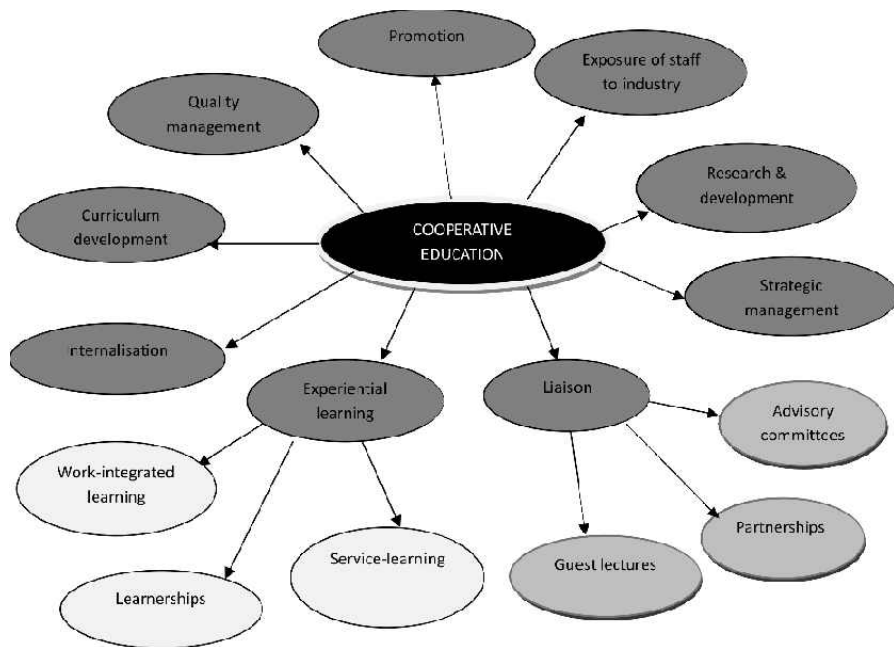 Promotion
Exposure of staff
to industry
Quality
management
Research &
development
Curriculum
development
COOPERATIVE
EDUCATION
Strategic
management
Internalisation
Experiential
learning
Liaison
Advisory
committees
Work-integrated
learning
Partnerships
Service-learning
Guest lectures
Learnerships